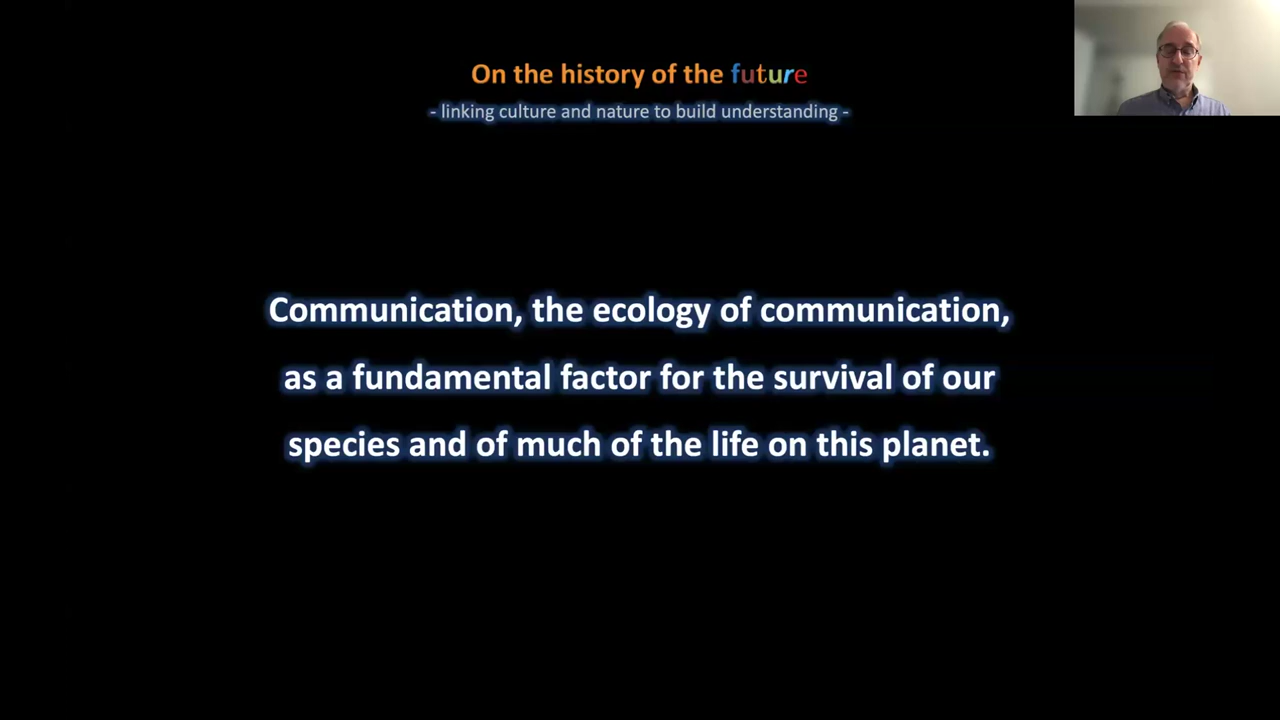 On the history of the future
- linking culture and nature to build understanding -
Communication, the ecology of communication,
as a fundamental factor for the survival of our
species and of much of the life on this planet.